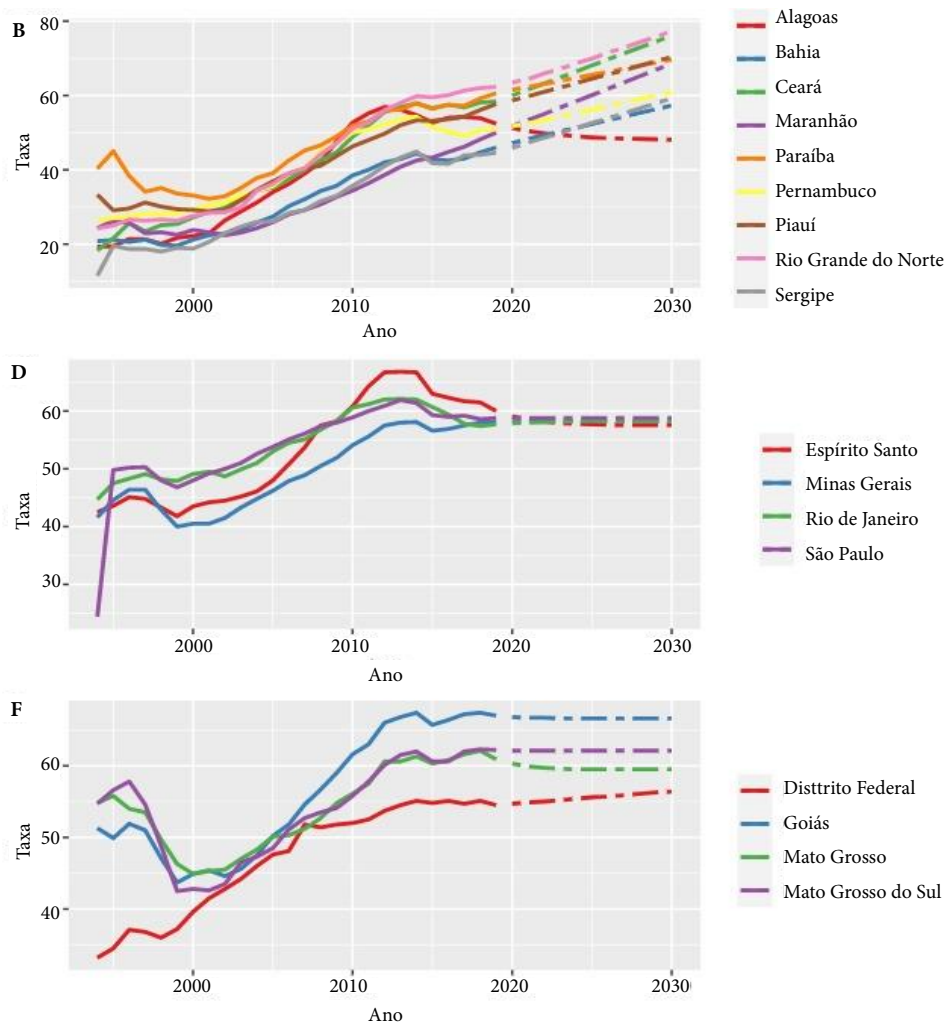 B
80
60
40
20
Taxa
2000
2010
2020
2030
Ano
Alagoas
Bahia
Ceará
Maranhão
Paraíba
Pernambuco
Piauí
Rio Grande do Norte
Sergipe
D
60
50
40
30
Taxa
2000
2010
2020
2030
Ano
Espírito Santo
Minas Gerais
Rio de Janeiro
São Paulo
F
60
50
40
Taxa
2000
2010
2020
2030
Ano
Disttrito Federal
Goiás
Mato Grosso
Mato Grosso do Sul